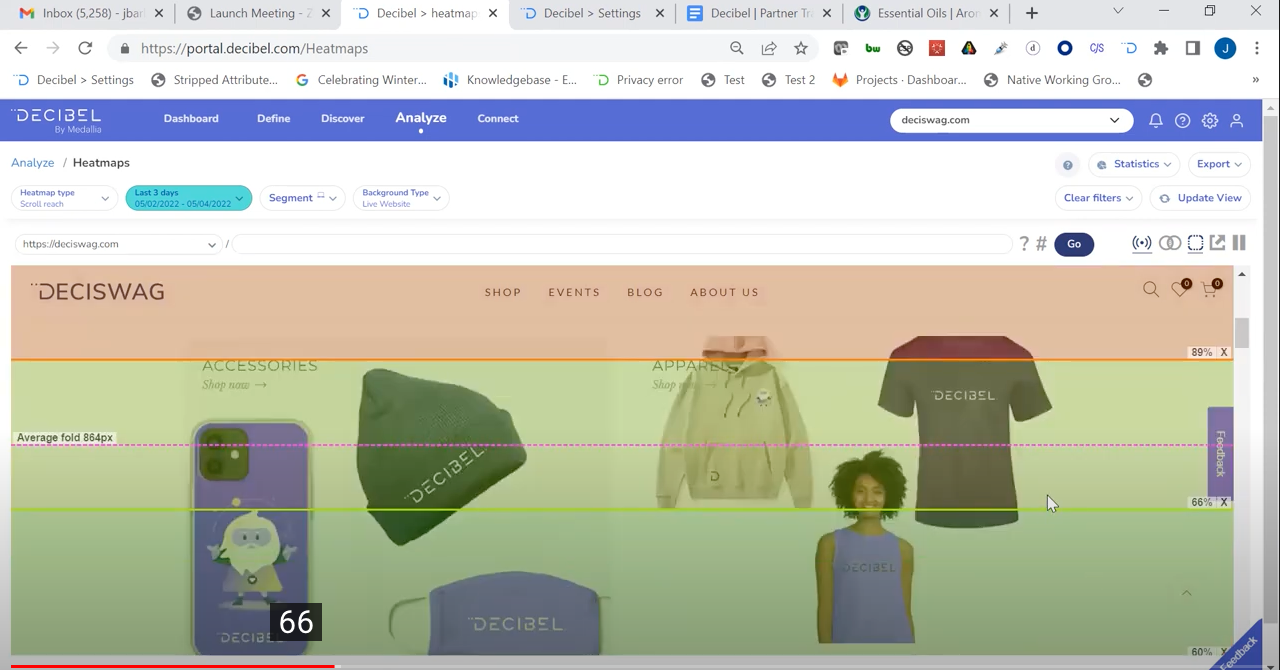 Inbox (5,258) - jbar
Launch Meeting - Z
Decibel > heatmap
Decibel > Settings
Decibel | Partner Tr
Essential Oils | Aron
https://portal.decibel.com/Heatmaps
bw
C/S
J
Decibel > Settings
Stripped Attribute...
Celebrating Winter...
Knowledgebase - E...
Privacy error
Test
Test 2
Projects · Dashboar...
Native Working Gro...
»
DECIBEL
By Medallia
Dashboard
Define
Discover
Analyze
Connect
deciswag.com
Analyze / Heatmaps
Statistics
Export
Heatmap type
Scroll reach
Last 3 days
05/02/2022 - 05/04/2022
Segment
Background Type
Live Website
Clear filters
Update View
https://deciswag.com
/
? #
Go
DECISWAG
SHOP
EVENTS
BLOG
ABOUT US
0
0
89% X
ACCESSORIES
Shop now →
APPAREL
Shop now →
DECIBEL
Average fold 864px
DECIBEL
D
Feedback
66% X
DECIBEL
DECIBEL
DECIBEL
66
60% X
Feedback